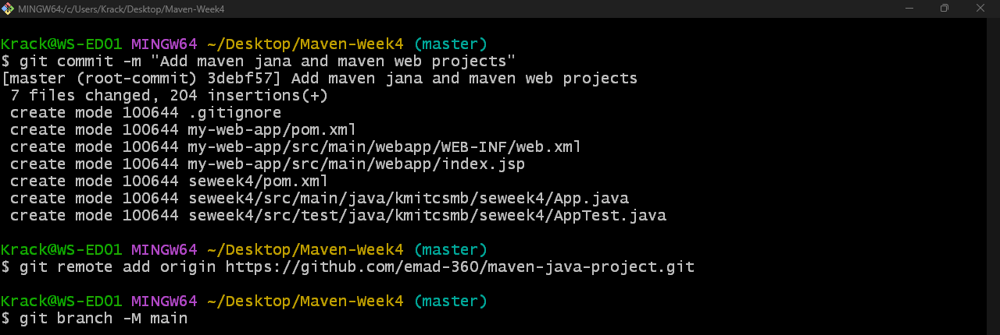 MINGW64:/c/Users/Krack/Desktop/Maven-Week4
Krack@WS-ED01 MINGW64 ~/Desktop/Maven-Week4 (master)
$ git commit -m "Add maven jana and maven web projects"
[master (root-commit) 3debf57] Add maven jana and maven web projects
 7 files changed, 204 insertions(+)
 create mode 100644 .gitignore
 create mode 100644 my-web-app/pom.xml
 create mode 100644 my-web-app/src/main/webapp/WEB-INF/web.xml
 create mode 100644 my-web-app/src/main/webapp/index.jsp
 create mode 100644 seweek4/pom.xml
 create mode 100644 seweek4/src/main/java/kmitcsmb/seweek4/App.java
 create mode 100644 seweek4/src/test/java/kmitcsmb/seweek4/AppTest.java
Krack@WS-ED01 MINGW64 ~/Desktop/Maven-Week4 (master)
$ git remote add origin https://github.com/emad-360/maven-java-project.git
Krack@WS-ED01 MINGW64 ~/Desktop/Maven-Week4 (master)
$ git branch -M main